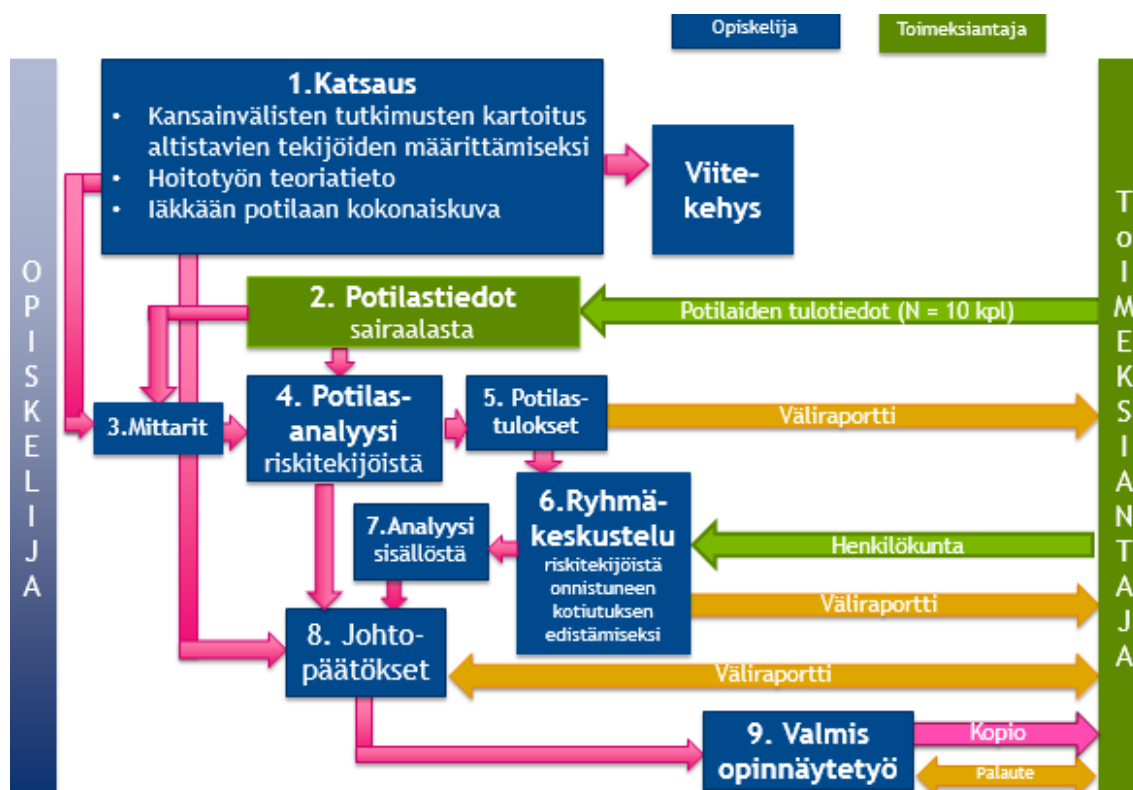 Opiskelija
Toimeksiantaja
1.Katsaus
• Kansainvälisten tutkimusten kartoitus
altistavien tekijöiden määrittämiseksi
• Hoitotyön teoriatieto
• Iäkkään potilaan kokonaiskuva
Viite-
kehys
OPISKELIJA
ToIMEKSIANTAJA
2. Potilastiedot
sairaalasta
Potilaiden tulotiedot (N = 10 kpl)
3.Mittarit
4. Potilas-
analyysi
riskitekijöistä
5. Potilas-
tulokset
Väliraportti
6.Ryhmä-
keskustelu
riskitekijöistä
onnistuneen
kotiutuksen
edistämiseksi
7.Analyysi
sisällöstä
Henkilökunta
Väliraportti
8. Johto-
päätökset
Väliraportti
9. Valmis
opinnäytetyö
Kopio
Palaute